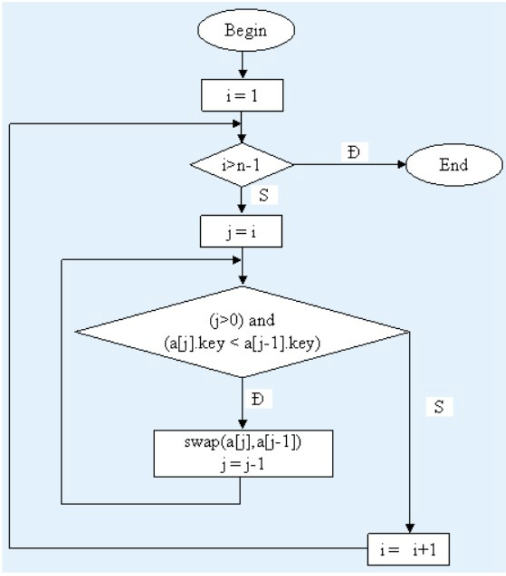 Begin
i = 1
i>n-1
Đ
End
S
j = i
(j>0) and
(a[j].key < a[j-1].key)
Đ
S
swap(a[j],a[j-1])
j = j-1
i = i+1